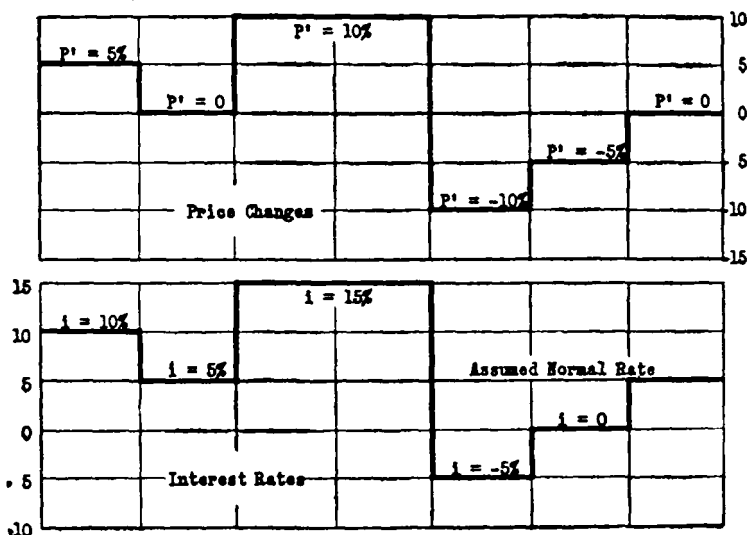 10
P' = 10%
P' = 5%
5
P' = 0
P' = 0
0
P' = -5%
5
P' = -10%
Price Changes
10
15
15
i = 15%
i = 10%
10
i = 5%
Assumed Normal Rate
5
i = 0
0
i = -5%
Interest Rates
5
10